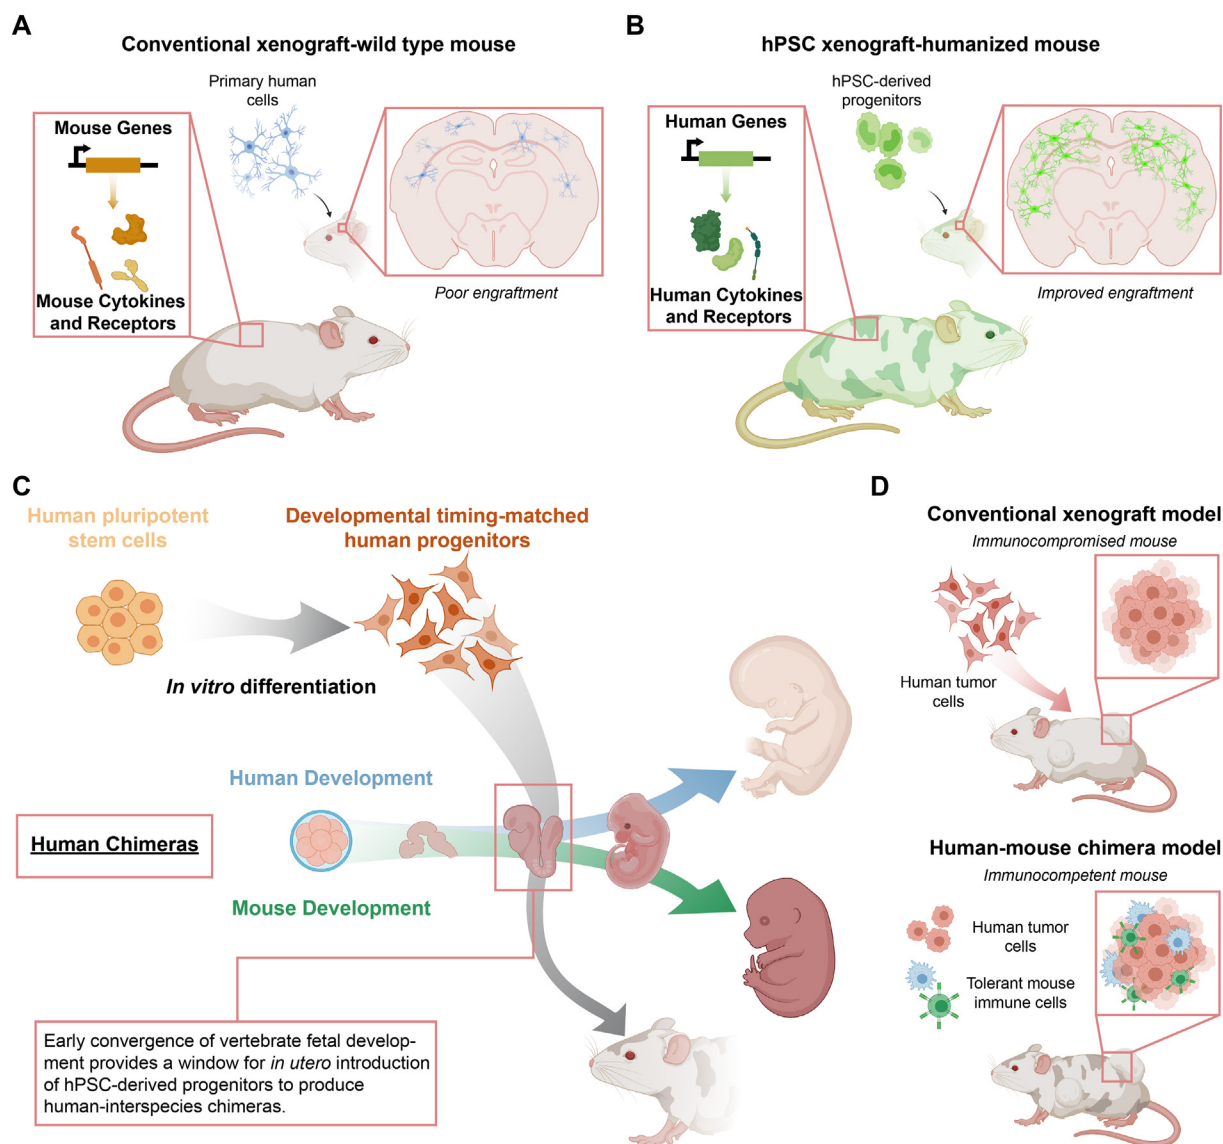 A
Conventional xenograft-wild type mouse
Primary human
cells
Mouse Genes
Mouse Cytokines
and Receptors
Poor engraftment
B
hPSC xenograft-humanized mouse
hPSC-derived
progenitors
Human Genes
Human Cytokines
and Receptors
Improved engraftment
C
Human pluripotent
stem cells
Developmental timing-matched
human progenitors
In vitro differentiation
Human Development
Human Chimeras
Mouse Development
Early convergence of vertebrate fetal develop-
ment provides a window for in utero introduction
of hPSC-derived progenitors to produce
human-interspecies chimeras.
D
Conventional xenograft model
Immunocompromised mouse
Human tumor
cells
Human-mouse chimera model
Immunocompetent mouse
Human tumor
cells
Tolerant mouse
immune cells